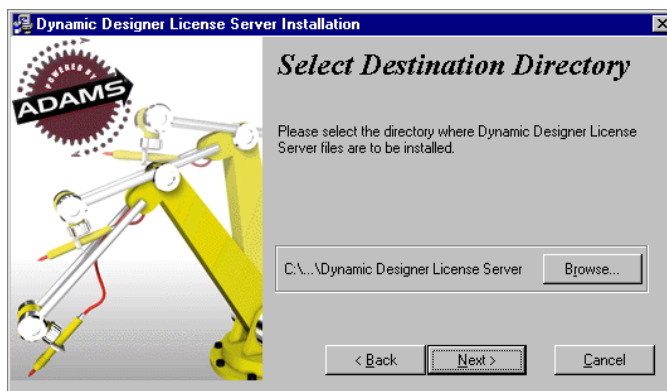 Dynamic Designer License Server Installation
POWERED BY
ADAMS
Select Destination Directory
Please select the directory where Dynamic Designer License
Server files are to be installed.
C:\...\Dynamic Designer License Server
Browse...
< Back
Next >
Cancel